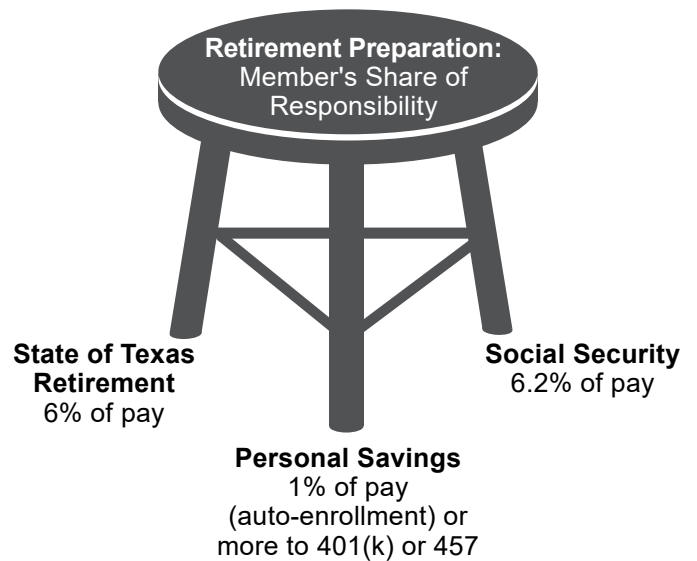 Retirement Preparation:
Member's Share of
Responsibility
State of Texas
Retirement
6% of pay
Social Security
6.2% of pay
Personal Savings
1% of pay
(auto-enrollment) or
more to 401(k) or 457